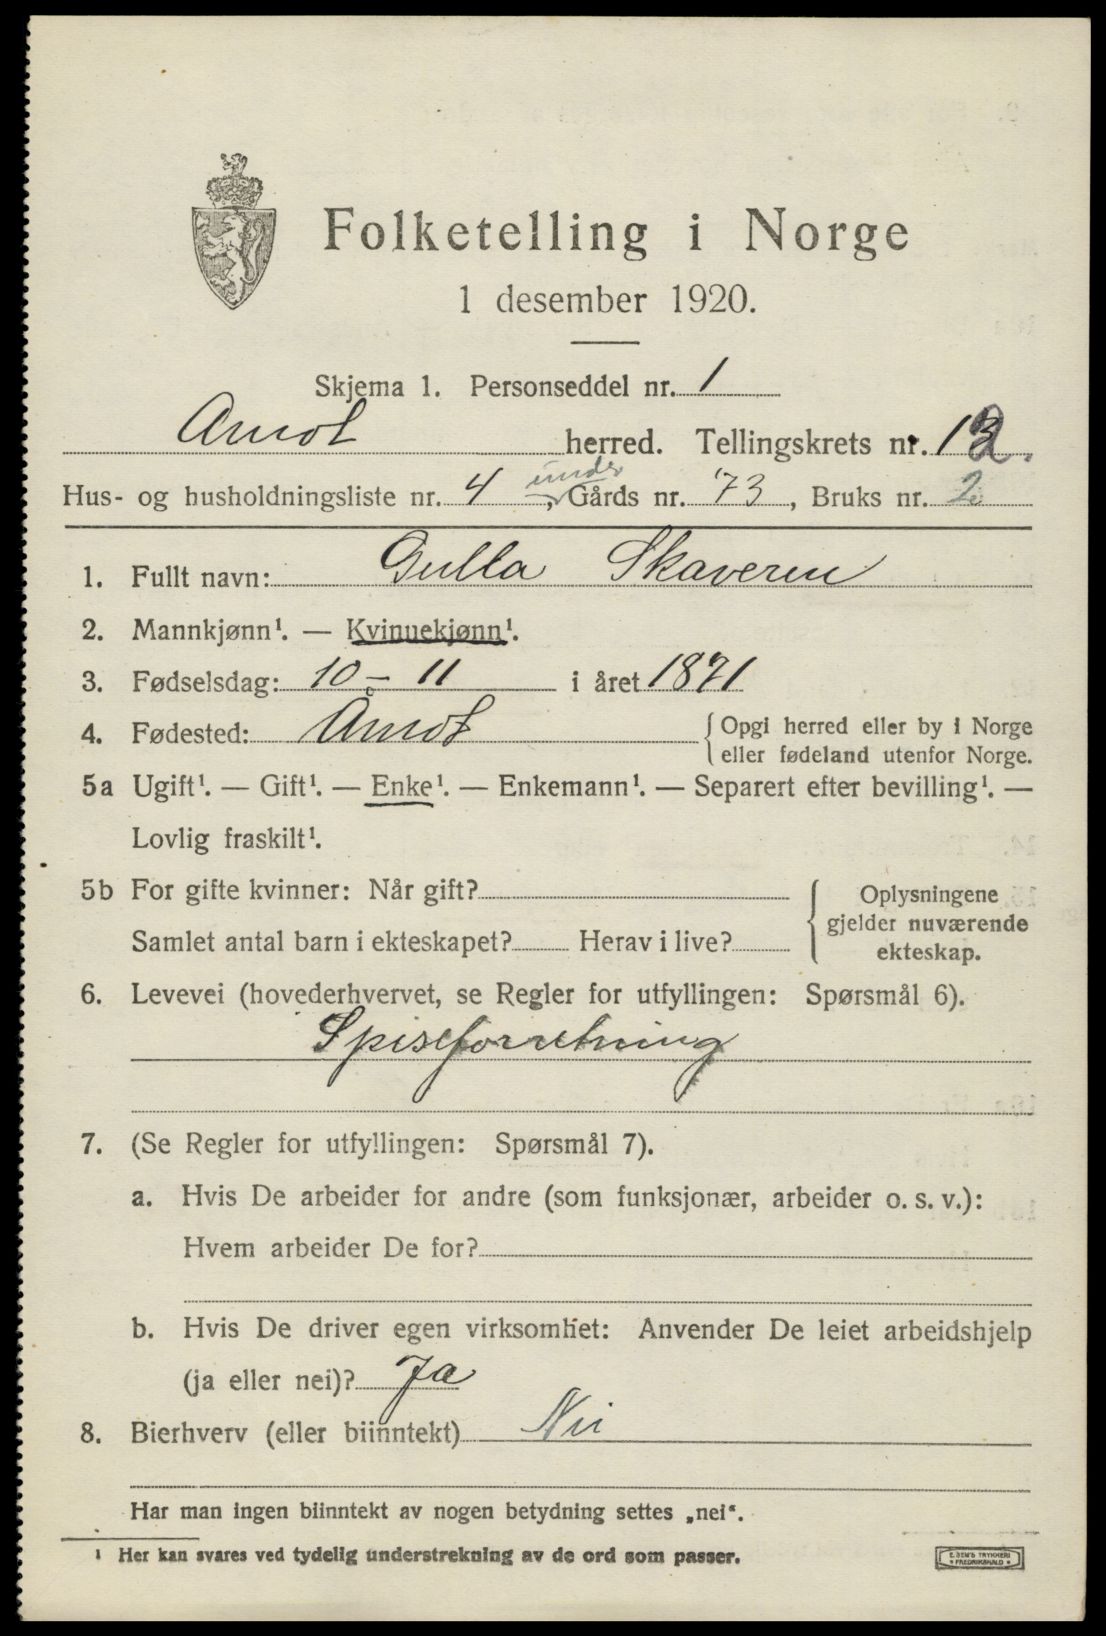 Folketelling i Norge
1 desember 1920.
Skjema 1. Personseddel nr. 1
Åmot herred. Tellingskrets nr. 12.
under
Hus- og husholdningsliste nr. 4, Gårds nr. 73, Bruks nr. 2
1. Fullt navn: Gulla Skaveren
2. Mannkjønn¹. — Kvinnekjønn¹.
3. Fødselsdag: 10 – 11 i året 1871
4. Fødested: Åmot { Opgi herred eller by i Norge
eller fødeland utenfor Norge.
5a Ugift¹. — Gift¹. — Enke¹. — Enkemann¹. — Separert efter bevilling¹. —
Lovlig fraskilt¹.
5b For gifte kvinner: Når gift?
Samlet antal barn i ekteskapet? Herav i live?
{ Oplysningene
gjelder nuværende
ekteskap.
6. Levevei (hovederhvervet, se Regler for utfyllingen: Spørsmål 6).
Spiseforretning
7. (Se Regler for utfyllingen: Spørsmål 7).
a. Hvis De arbeider for andre (som funksjonær, arbeider o. s. v.):
Hvem arbeider De for?
b. Hvis De driver egen virksomhet: Anvender De leiet arbeidshjelp
(ja eller nei)? Ja
8. Bierhverv (eller biinntekt) Nei
Har man ingen biinntekt av nogen betydning settes „nei“.
¹ Her kan svares ved tydelig understrekning av de ord som passer.
E. SEM'S TRYKKERI
FREDRIKSHALD